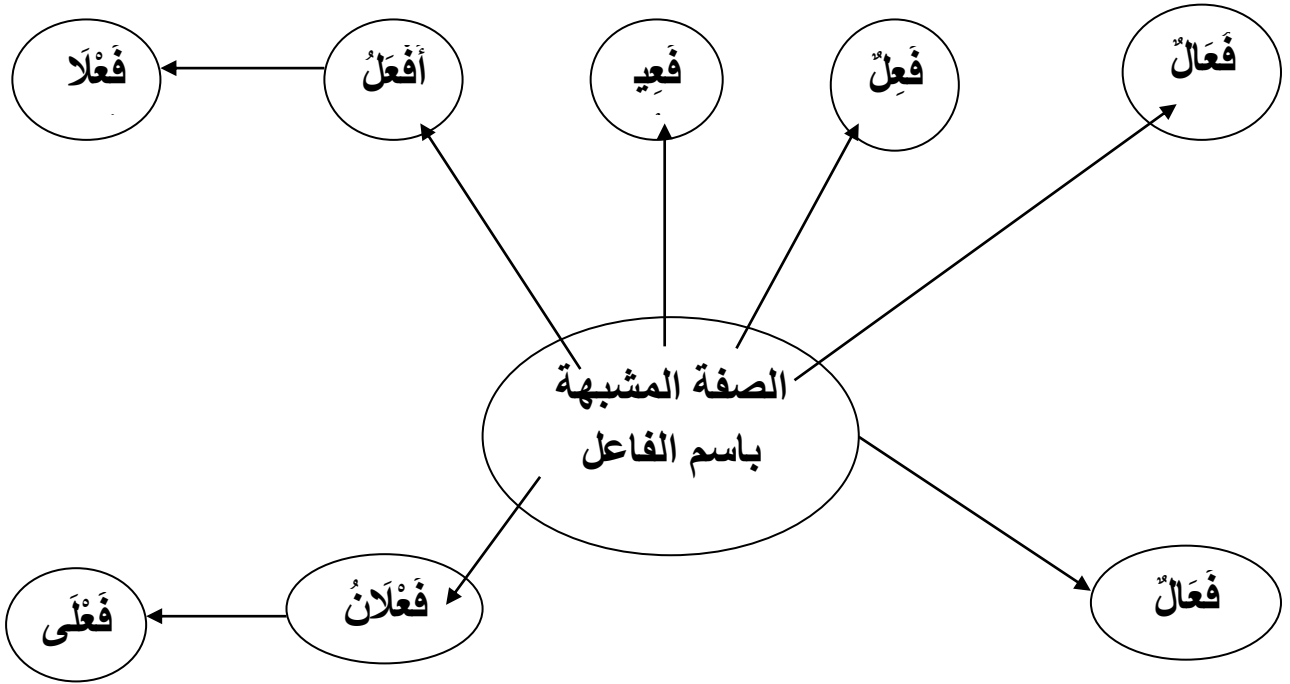 فَعَالٌ
فَعِلٌ
فَعِيـ
أَفْعَلُ
فَعْلَا
الصفة المشبهة
باسم الفاعل
فَعَالٌ
فَعْلَانُ
فَعْلَى